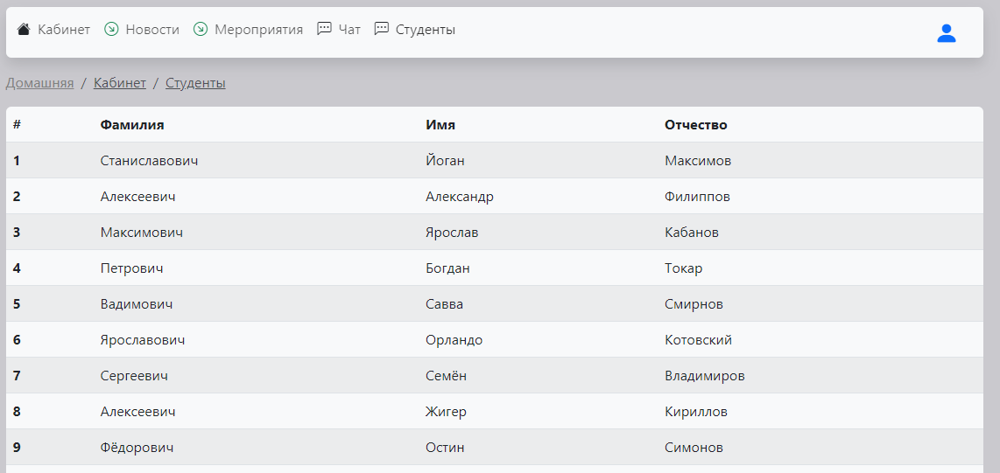 Кабинет Новости Мероприятия Чат Студенты
Домашняя / Кабинет / Студенты
# Фамилия Имя Отчество
1 Станиславович Йоган Максимов
2 Алексеевич Александр Филиппов
3 Максимович Ярослав Кабанов
4 Петрович Богдан Токар
5 Вадимович Савва Смирнов
6 Ярославович Орландо Котовский
7 Сергеевич Семён Владимиров
8 Алексеевич Жигер Кириллов
9 Фёдорович Остин Симонов